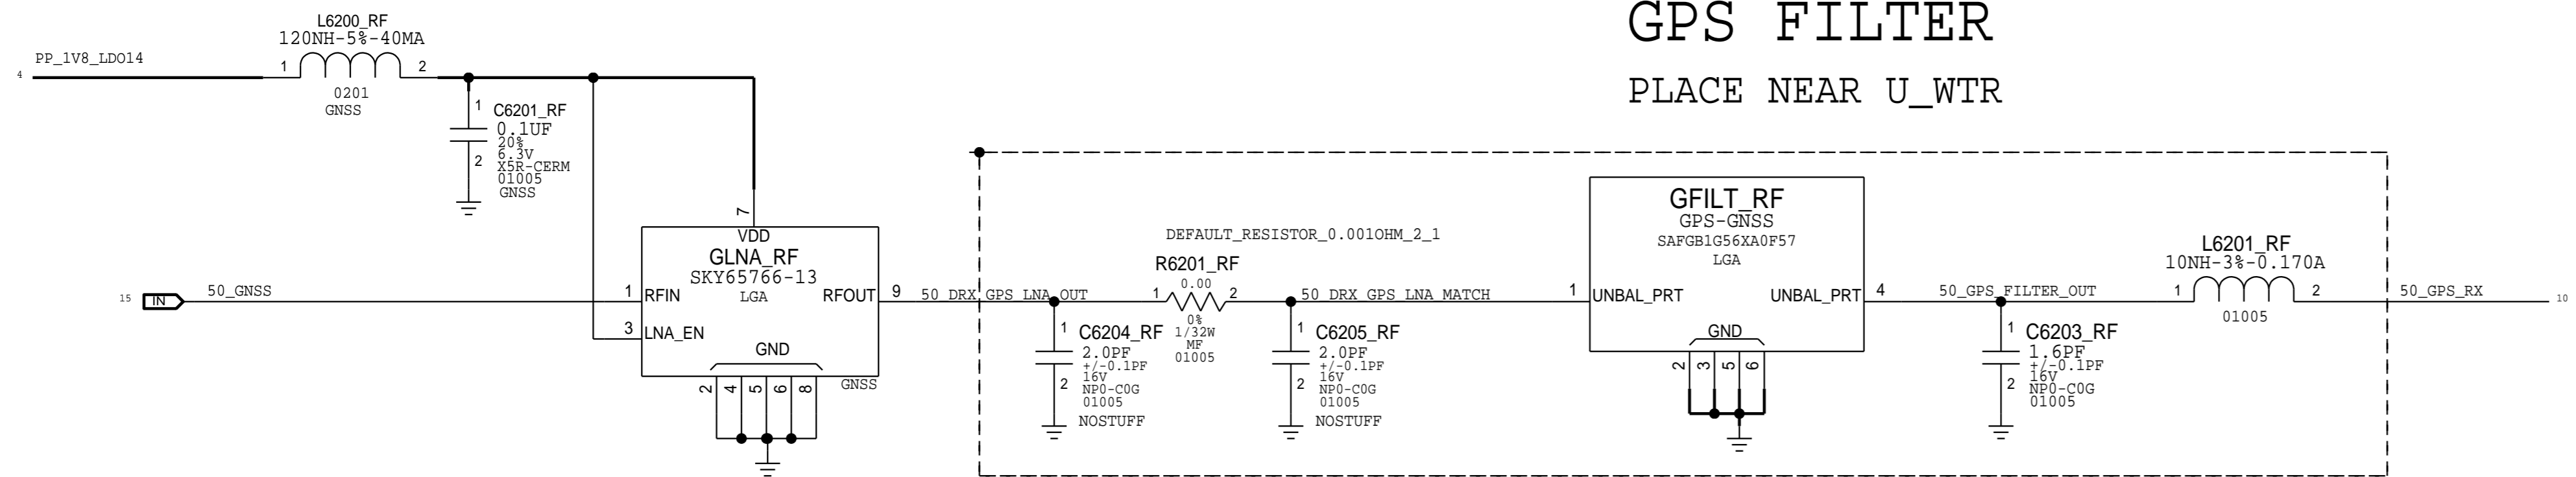 GPS FILTER
PLACE NEAR U_WTR
L6200_RF
120NH-5%-40MA
4
PP_1V8_LDO14
1
2
0201
GNSS
1
C6201_RF
0.1UF
20%
6.3V
2
X5R-CERM
01005
GNSS
7
VDD
GLNA_RF
SKY65766-13
LGA
15
IN
50_GNSS
1
RFIN
RFOUT
9
3
LNA_EN
GND
2
4
5
6
8
GNSS
50_DRX_GPS_LNA_OUT
DEFAULT_RESISTOR_0.001OHM_2_1
R6201_RF
0.00
1
2
0%
1/32W
MF
01005
50_DRX_GPS_LNA_MATCH
1
C6204_RF
2.0PF
+/-0.1PF
16V
2
NP0-C0G
01005
NOSTUFF
1
C6205_RF
2.0PF
+/-0.1PF
16V
2
NP0-C0G
01005
NOSTUFF
GFILT_RF
GPS-GNSS
SAFGB1G56XA0F57
LGA
1
UNBAL_PRT
UNBAL_PRT
4
GND
2
3
5
6
50_GPS_FILTER_OUT
1
C6203_RF
1.6PF
+/-0.1PF
16V
2
NP0-C0G
01005
L6201_RF
10NH-3%-0.170A
1
2
01005
50_GPS_RX
10